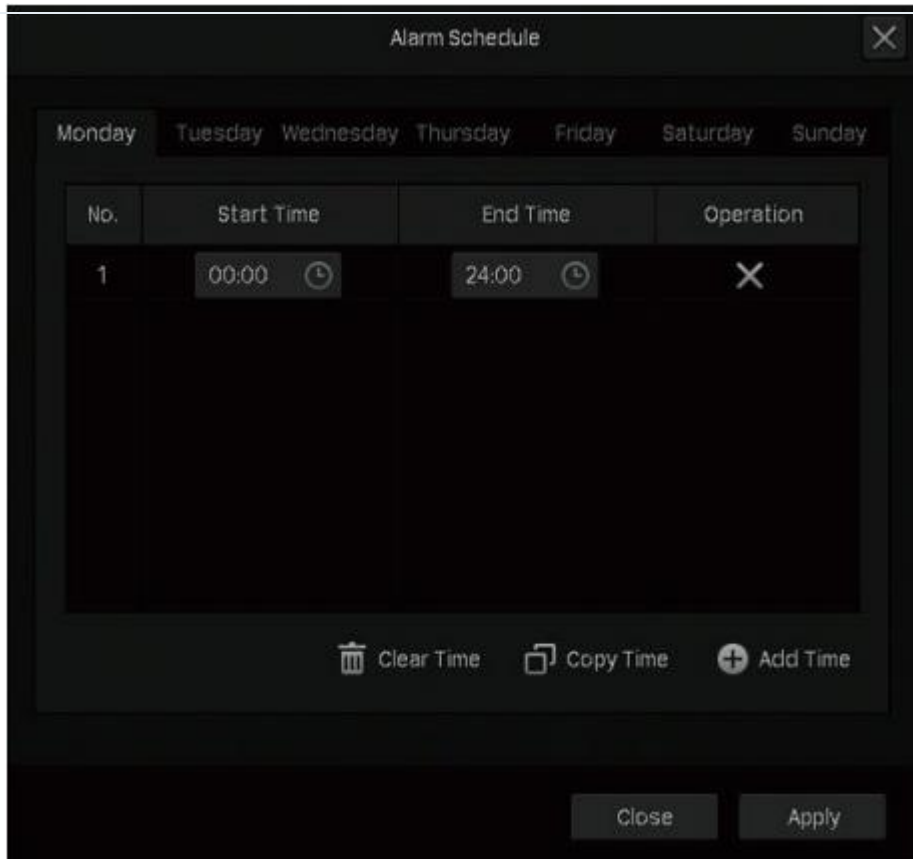 Alarm Schedule
Monday Tuesday Wednesday Thursday Friday Saturday Sunday
No. Start Time End Time Operation
1 00:00 24:00
Clear Time Copy Time Add Time
Close Apply